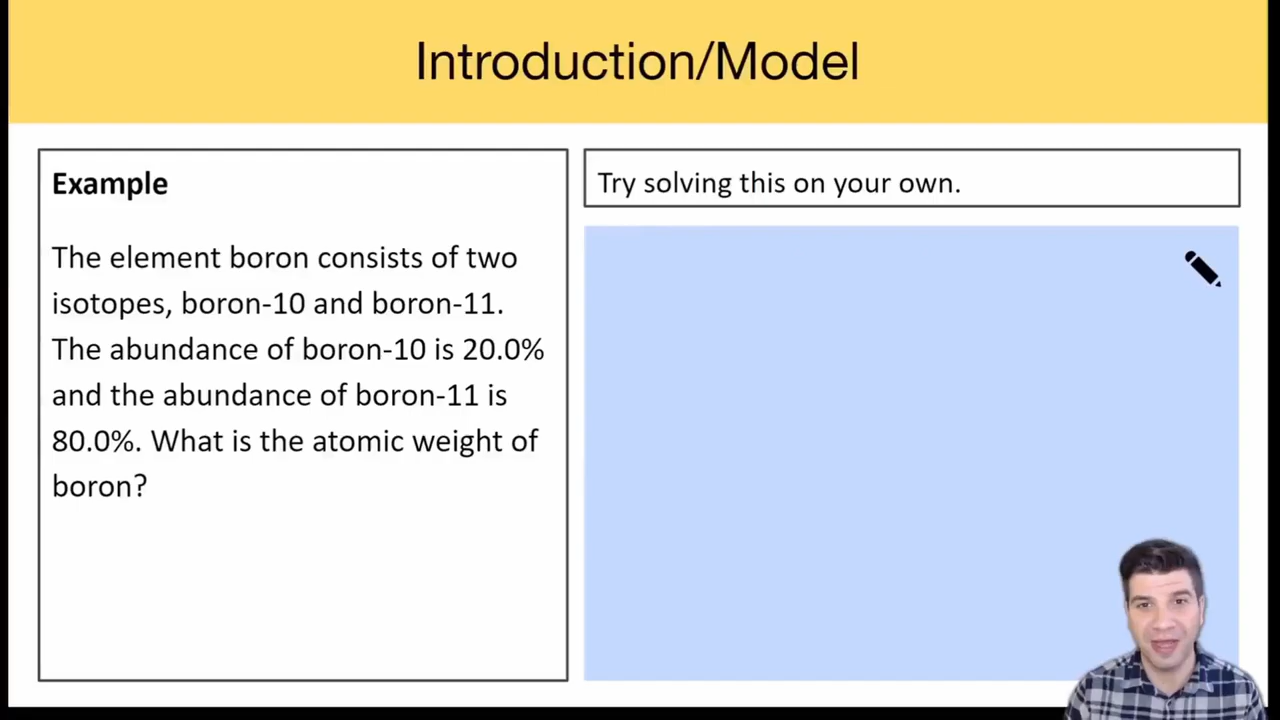 Introduction/Model
Example
The element boron consists of two
isotopes, boron-10 and boron-11.
The abundance of boron-10 is 20.0%
and the abundance of boron-11 is
80.0%. What is the atomic weight of
boron?
Try solving this on your own.